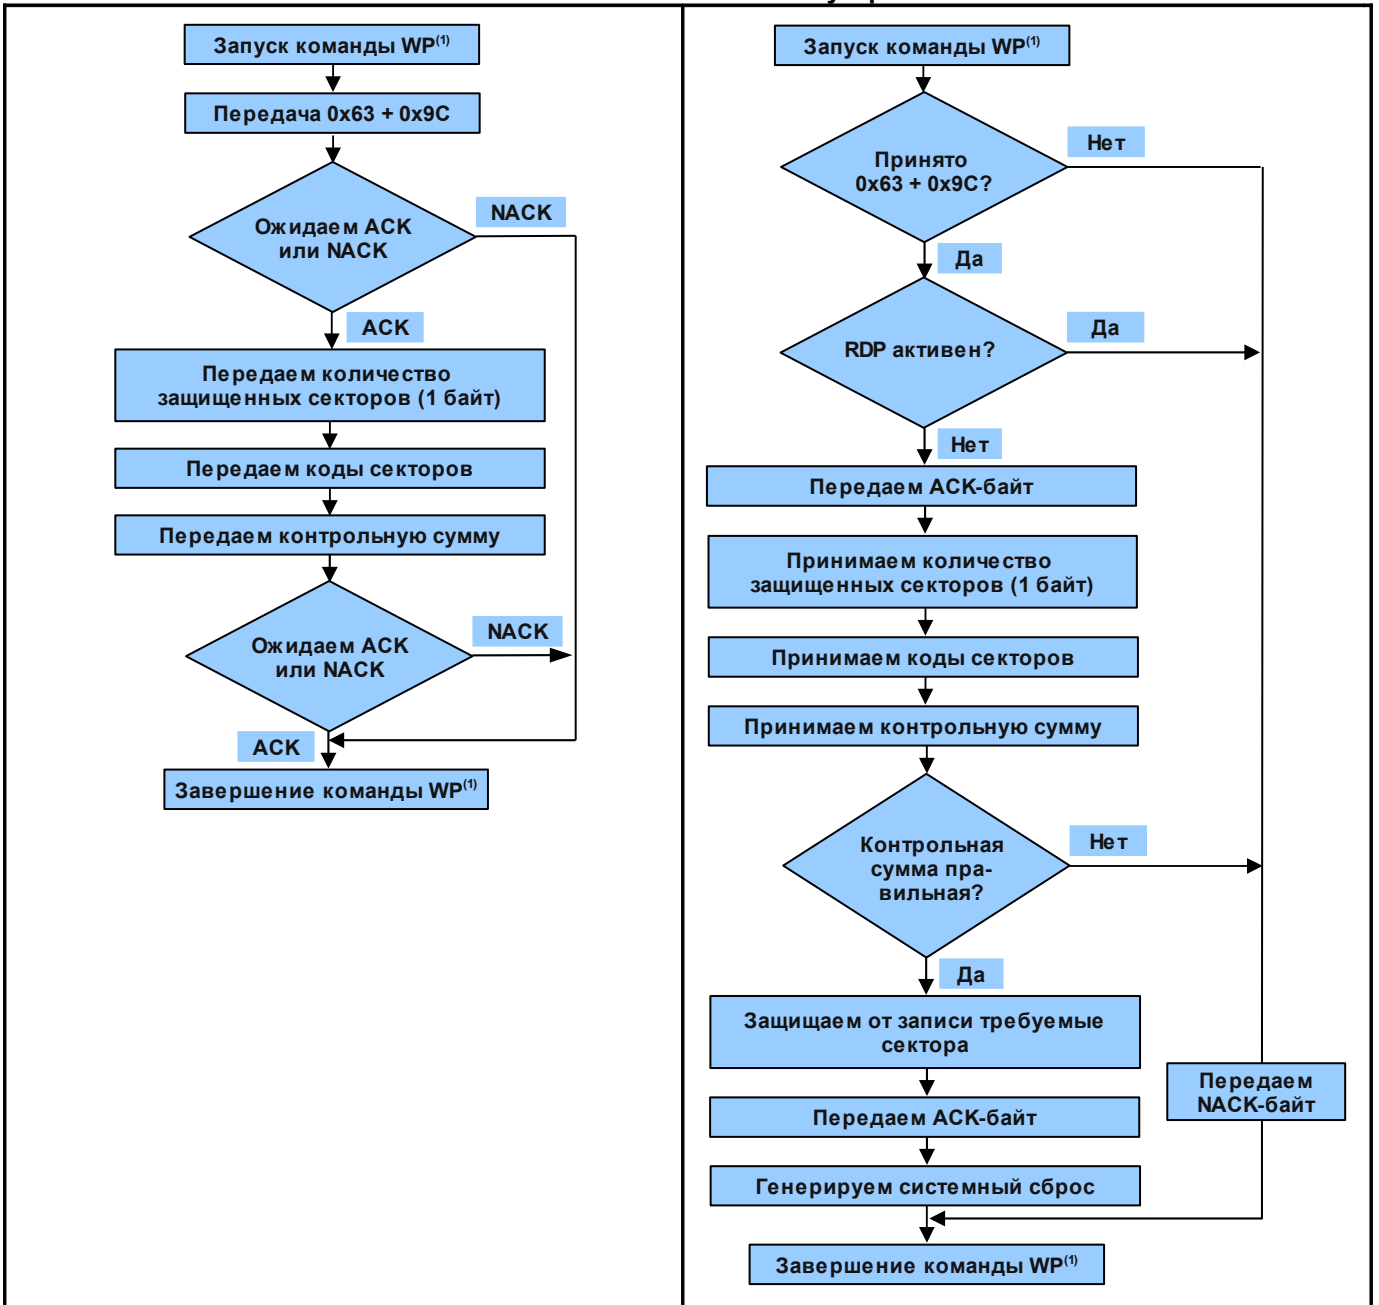 Запуск команды WP(1)
Передача 0x63 + 0x9C
Ожидаем ACK
или NACK
NACK
ACK
Передаем количество
защищенных секторов (1 байт)
Передаем коды секторов
Передаем контрольную сумму
Ожидаем ACK
или NACK
NACK
ACK
Завершение команды WP(1)
Запуск команды WP(1)
Принято
0x63 + 0x9C?
Нет
Да
RDP активен?
Да
Нет
Передаем ACK-байт
Принимаем количество
защищенных секторов (1 байт)
Принимаем коды секторов
Принимаем контрольную сумму
Контрольная
сумма пра-
вильная?
Нет
Да
Защищаем от записи требуемые
сектора
Передаем ACK-байт
Генерируем системный сброс
Передаем
NACK-байт
Завершение команды WP(1)